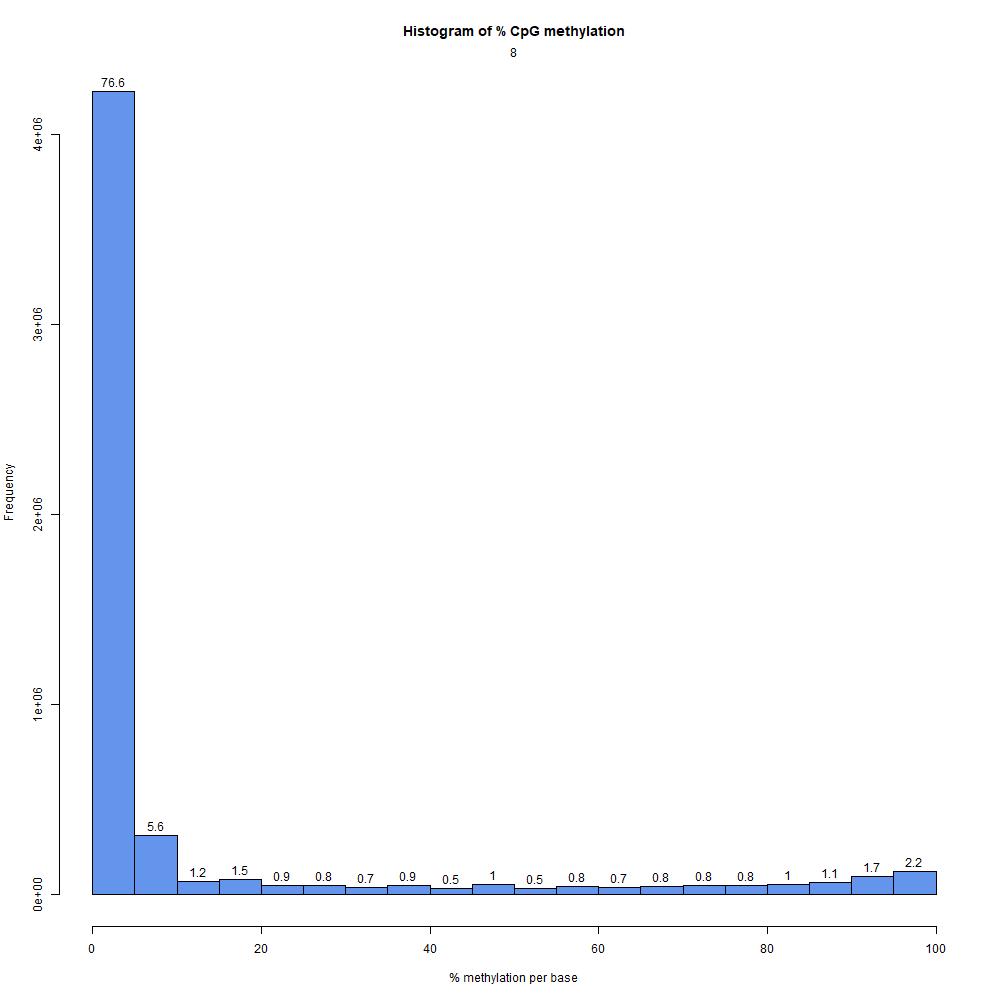 Histogram of % CpG methylation
8
76.6
5.6
1.2
1.5
0.9
0.8
0.7
0.9
0.5
1
0.5
0.8
0.7
0.8
0.8
0.8
1
1.1
1.7
2.2
4e+06
3e+06
2e+06
1e+06
0e+00
Frequency
0 20 40 60 80 100
% methylation per base